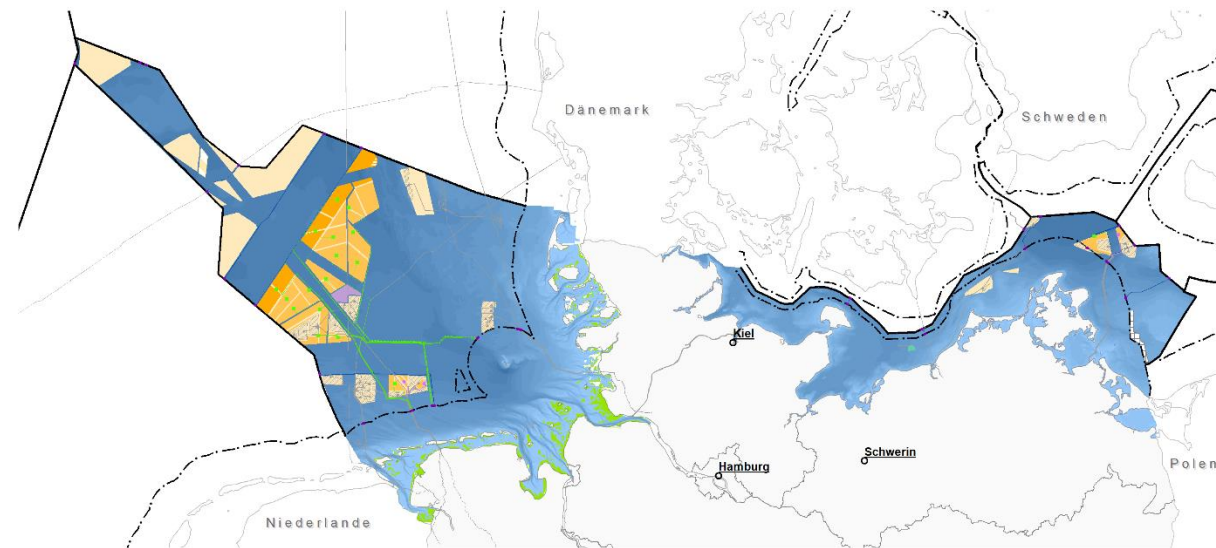 Dänemark
Schweden
Kiel
Schwerin
Hamburg
Polen
Niederlande